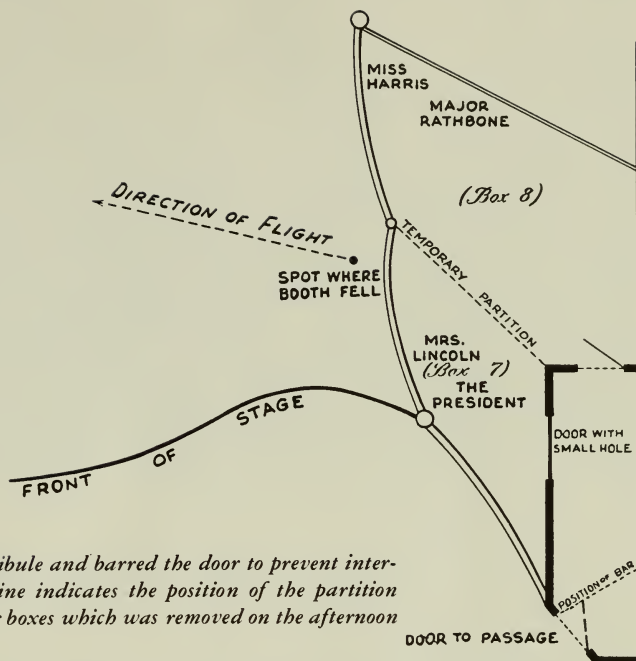 MISS
HARRIS
MAJOR
RATHBONE
(Box 8)
DIRECTION OF FLIGHT
TEMPORARY PARTITION
SPOT WHERE
BOOTH FELL
MRS.
LINCOLN
(Box 7)
THE
PRESIDENT
DOOR WITH
SMALL HOLE
FRONT OF STAGE
POSITION OF BAR
DOOR TO PASSAGE
ibule and barred the door to prevent inter-
ine indicates the position of the partition
boxes which was removed on the afternoon